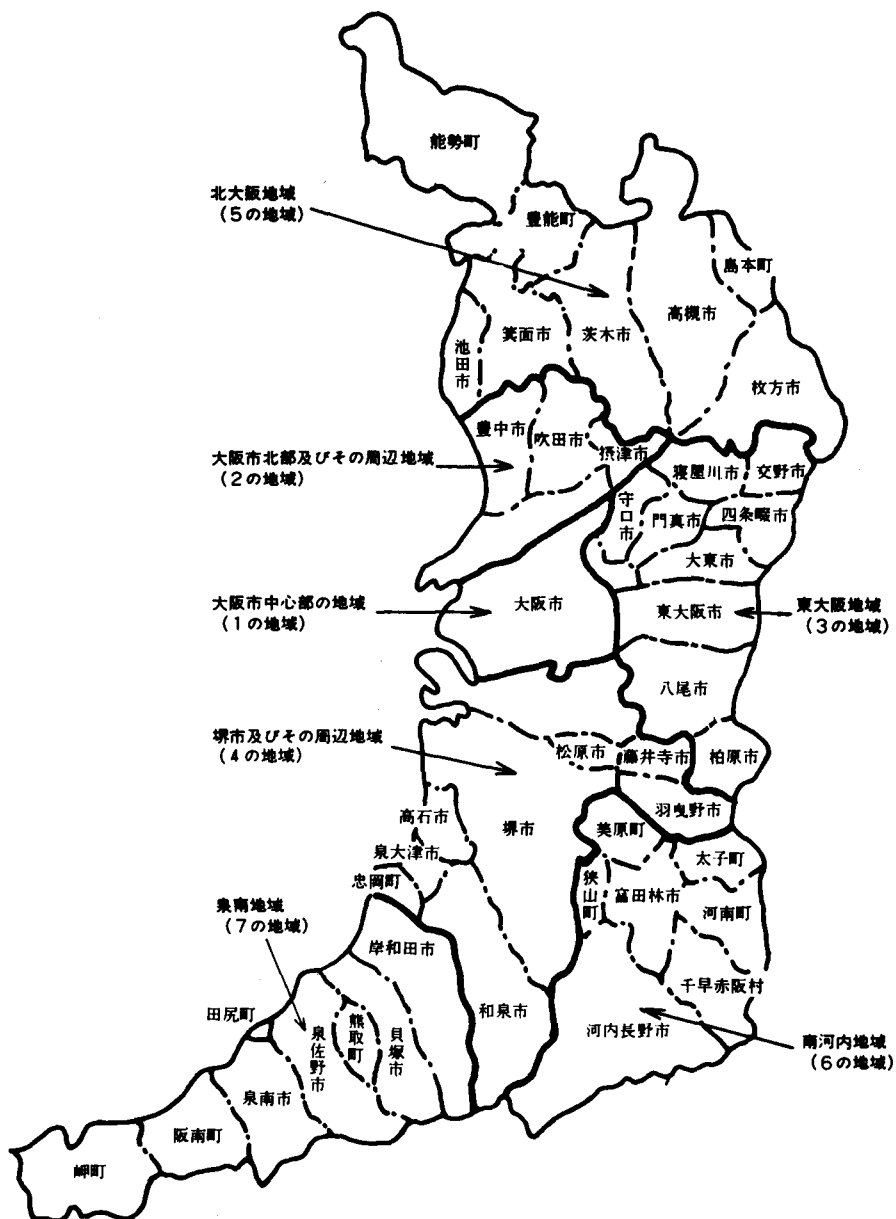 能勢町
北大阪地域
（5の地域）
豊能町
島本町
高槻市
箕面市
茨木市
池田市
枚方市
豊中市
吹田市
摂津市
大阪市北部及びその周辺地域
（2の地域）
寝屋川市
交野市
守口市
門真市
四条畷市
大東市
大阪市中心部の地域
（1の地域）
大阪市
東大阪市
東大阪地域
（3の地域）
八尾市
堺市及びその周辺地域
（4の地域）
松原市
藤井寺市
柏原市
羽曳野市
高石市
堺市
美原町
泉大津市
太子町
忠岡町
狭山町
富田林市
河南町
泉南地域
（7の地域）
岸和田市
千早赤阪村
田尻町
和泉市
河内長野市
熊取町
貝塚市
泉佐野市
南河内地域
（6の地域）
泉南市
阪南町
岬町